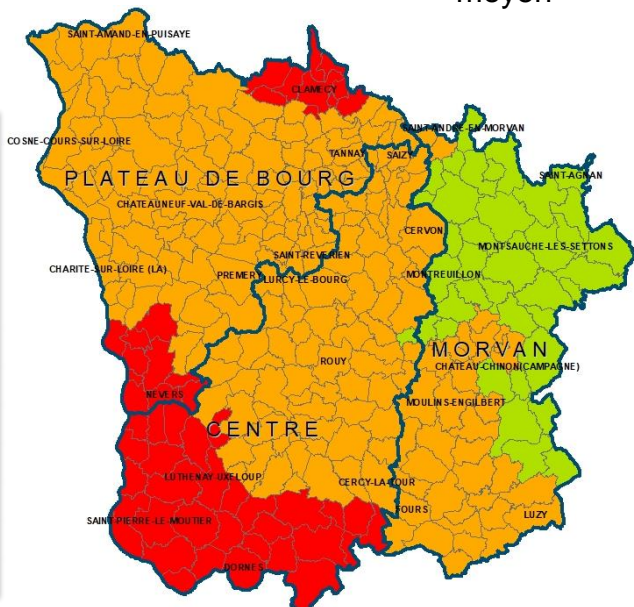 moyen
SAINT-AMAND-EN-PUISAYE
CLAMECY
COSNE-COURS-SUR-LOIRE
SAINT-ANDRE-EN-MORVAN
TANNAY
SAIZY
SAINT-AGNAN
PLATEAU DE BOURG
CHATEAUNEUF-VAL-DE-BARGIS
CERVON
MONTSAUCHE-LES-SETTONS
SAINT-REVERIEN
CHARITE-SUR-LOIRE (LA)
PREMERY
LURCY-LE-BOURG
MONTREUILLON
MORVAN
ROUY
CHATEAU-CHINON(CAMPAGNE)
NEVERS
MOULINS-ENGILBERT
CENTRE
LUTHENAY-UXELOUP
CERCY-LA-TOUR
FOURS
LUZY
SAINT-PIERRE-LE-MOUTIER
DORNES